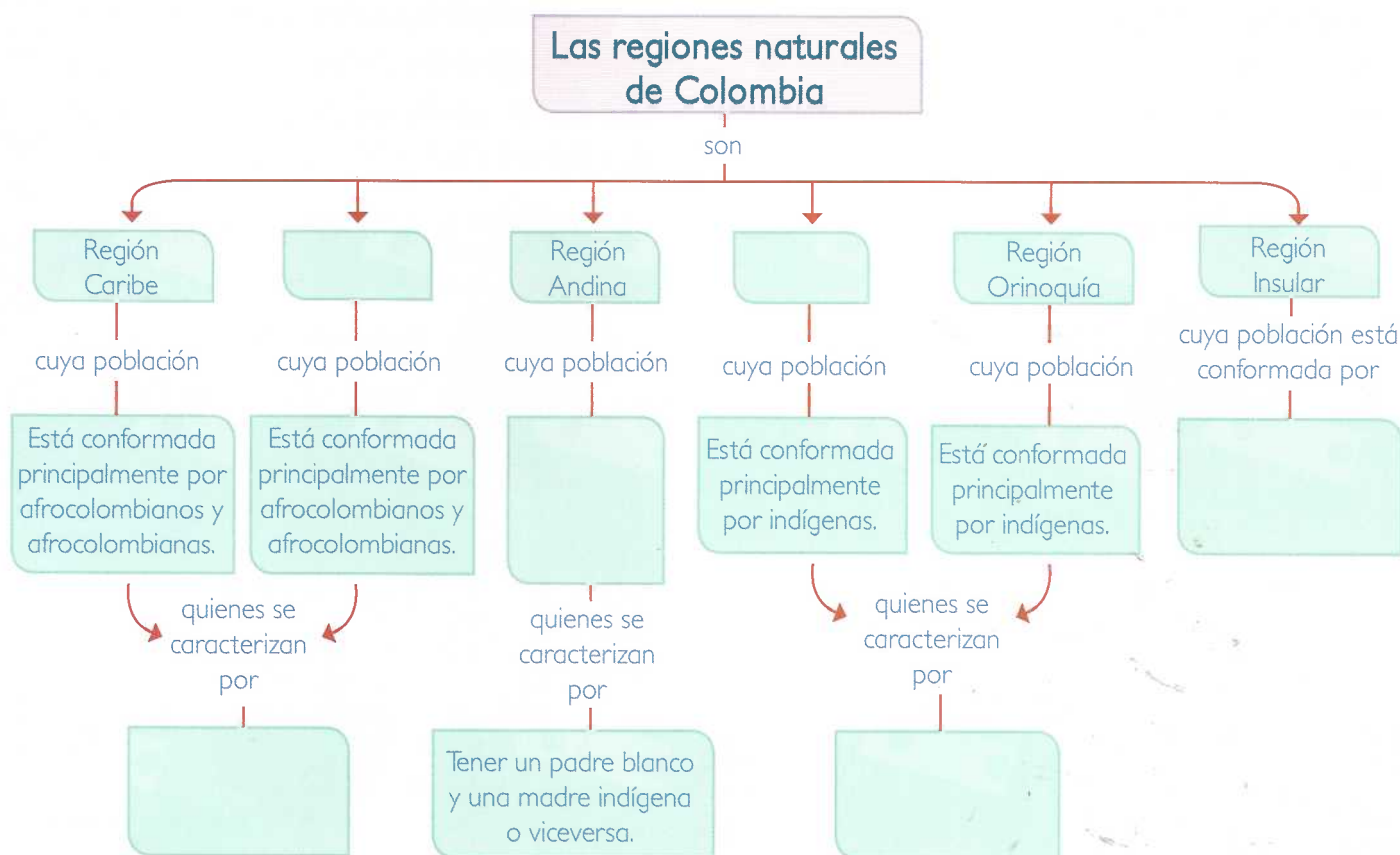 Las regiones naturales
de Colombia
son
Región
Caribe
Región
Andina
Región
Orinoquía
Región
Insular
cuya población
cuya población
cuya población
cuya población
cuya población
cuya población está
conformada por
Está conformada
principalmente por
afrocolombianos y
afrocolombianas.
Está conformada
principalmente por
afrocolombianos y
afrocolombianas.
Está conformada
principalmente
por indígenas.
Está conformada
principalmente
por indígenas.
quienes se
caracterizan
por
quienes se
caracterizan
por
quienes se
caracterizan
por
Tener un padre blanco
y una madre indígena
o viceversa.